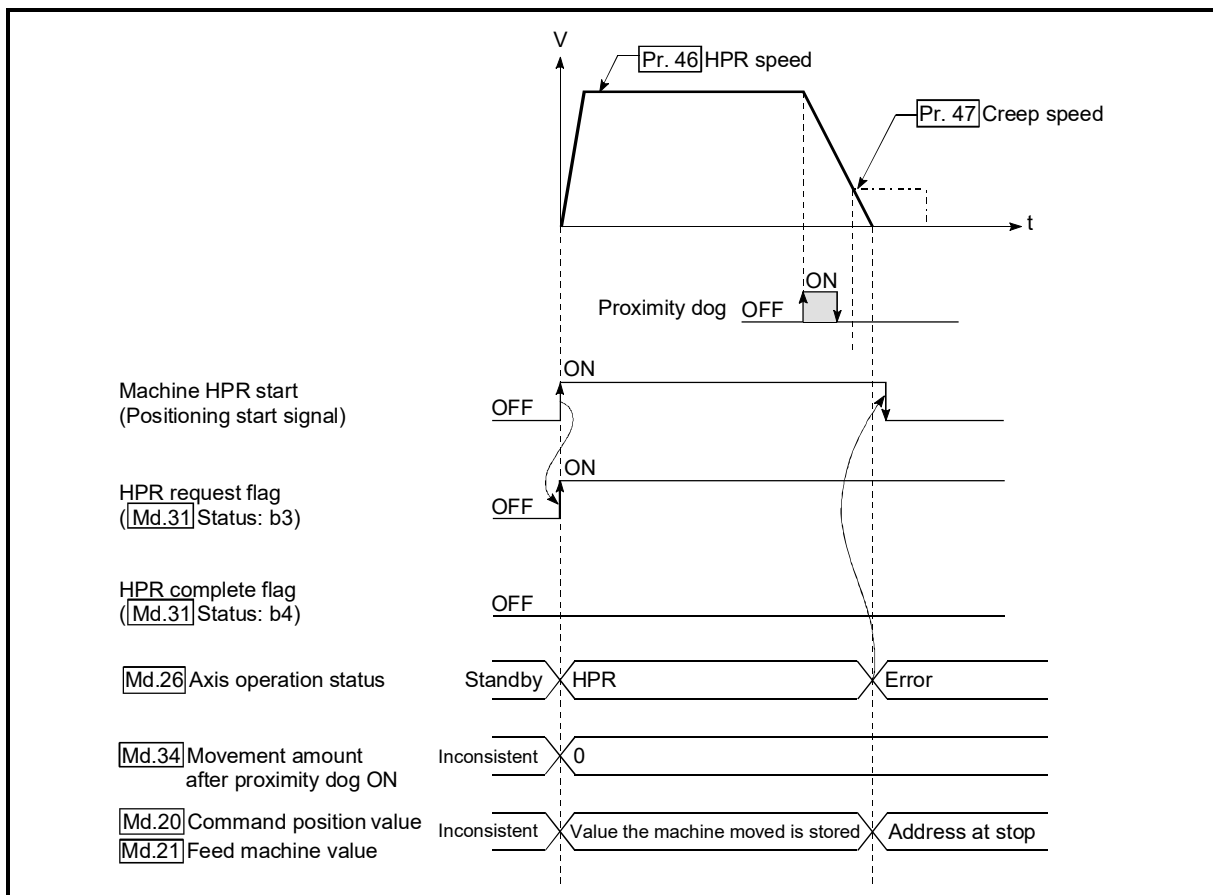 V
Pr. 46 HPR speed
Pr. 47 Creep speed
t
ON
Proximity dog OFF
ON
Machine HPR start
(Positioning start signal)
OFF
ON
HPR request flag
( Md.31 Status: b3)
OFF
HPR complete flag
( Md.31 Status: b4)
OFF
Md.26 Axis operation status Standby HPR Error
Md.34 Movement amount
after proximity dog ON
Inconsistent 0
Md.20 Command position value
Md.21 Feed machine value
Inconsistent Value the machine moved is stored Address at stop